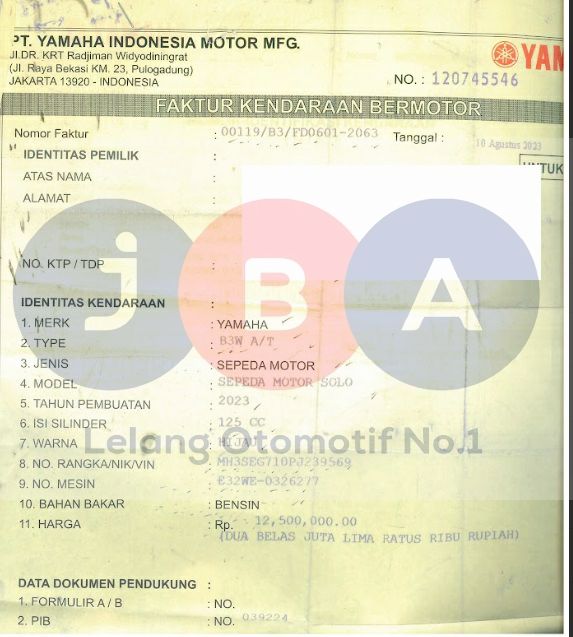 PT. YAMAHA INDONESIA MOTOR MFG.
Jl.DR. KRT Radjiman Widyodiningrat
(Jl. Raya Bekasi KM. 23, Pulogadung)
JAKARTA 13920 - INDONESIA
YAM
NO. : 120745546
FAKTUR KENDARAAN BERMOTOR
Nomor Faktur : 00119/B3/FD0601-2063 Tanggal : 10 Agustus 2023
IDENTITAS PEMILIK :
UNTUK
ATAS NAMA :
ALAMAT :
NO. KTP / TDP :
jBA
IDENTITAS KENDARAAN :
1. MERK : YAMAHA
2. TYPE : B3W A/T
3. JENIS : SEPEDA MOTOR
4. MODEL : SEPEDA MOTOR SOLO
5. TAHUN PEMBUATAN : 2023
6. ISI SILINDER : 125 CC
7. WARNA : HIJAU
Lelang Otomotif No.1
8. NO. RANGKA/NIK/VIN : MH3SEG710PJ239569
9. NO. MESIN : E32WE-0326277
10. BAHAN BAKAR : BENSIN
11. HARGA : Rp. 12,500,000.00
(DUA BELAS JUTA LIMA RATUS RIBU RUPIAH)
DATA DOKUMEN PENDUKUNG :
1. FORMULIR A / B : NO.
2. PIB : NO. 039224